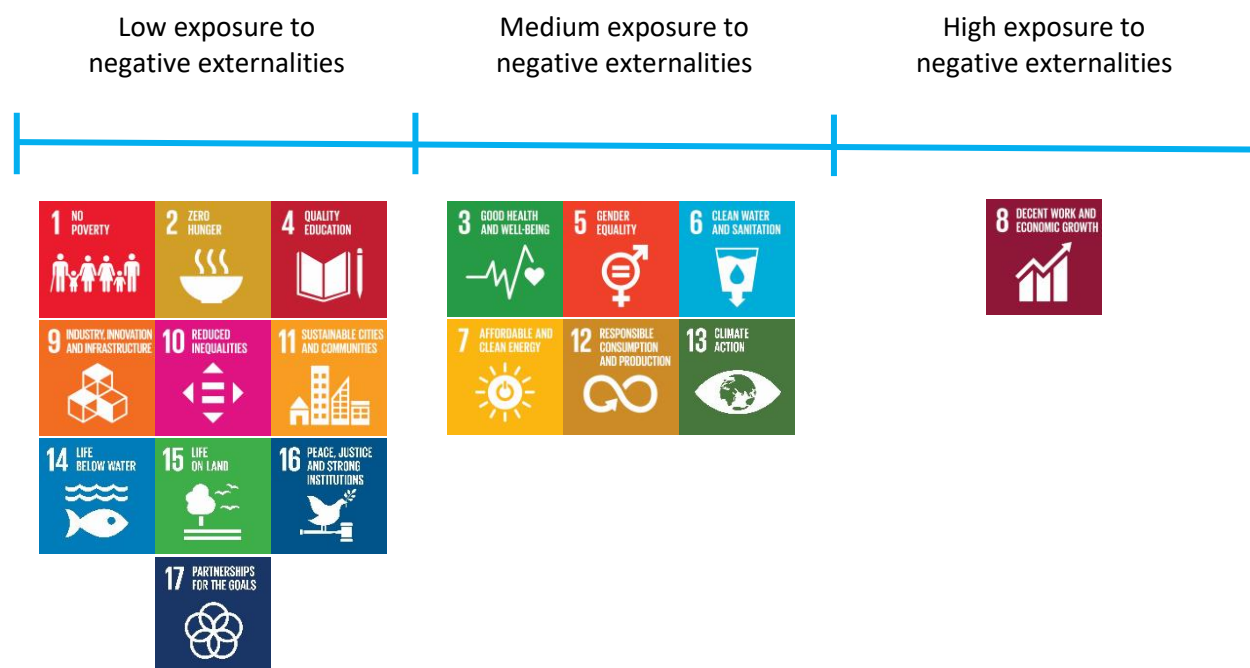 Low exposure to
negative externalities
Medium exposure to
negative externalities
High exposure to
negative externalities
1 NO
POVERTY
2 ZERO
HUNGER
4 QUALITY
EDUCATION
3 GOOD HEALTH
AND WELL-BEING
5 GENDER
EQUALITY
6 CLEAN WATER
AND SANITATION
8 DECENT WORK AND
ECONOMIC GROWTH
9 INDUSTRY, INNOVATION
AND INFRASTRUCTURE
10 REDUCED
INEQUALITIES
11 SUSTAINABLE CITIES
AND COMMUNITIES
7 AFFORDABLE AND
CLEAN ENERGY
12 RESPONSIBLE
CONSUMPTION
AND PRODUCTION
13 CLIMATE
ACTION
14 LIFE
BELOW WATER
15 LIFE
ON LAND
16 PEACE, JUSTICE
AND STRONG
INSTITUTIONS
17 PARTNERSHIPS
FOR THE GOALS